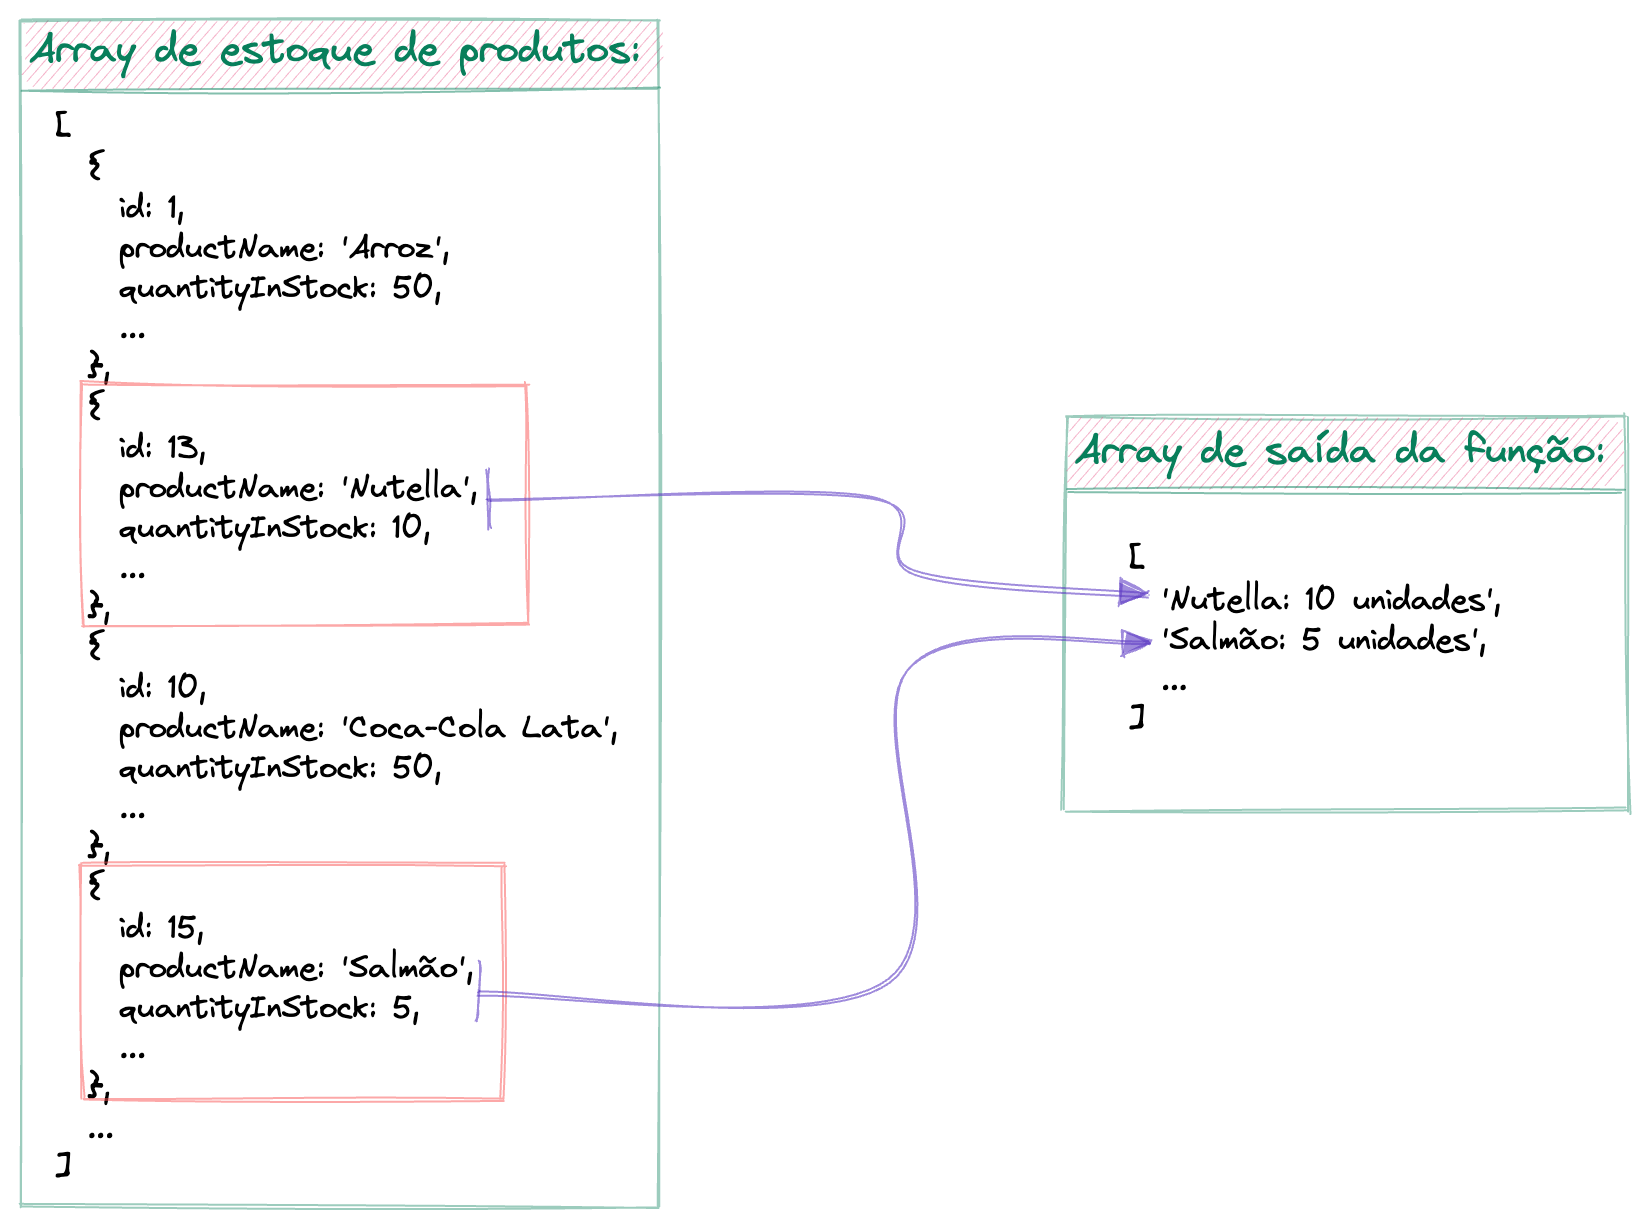 Array de estoque de produtos:
[
{
id: 1,
productName: 'Arroz',
quantityInStock: 50,
...
},
{
id: 13,
productName: 'Nutella',
quantityInStock: 10,
...
},
{
id: 10,
productName: 'Coca-Cola Lata',
quantityInStock: 50,
...
},
{
id: 15,
productName: 'Salmão',
quantityInStock: 5,
...
},
...
]
Array de saída da função:
[
'Nutella: 10 unidades',
'Salmão: 5 unidades',
...
]